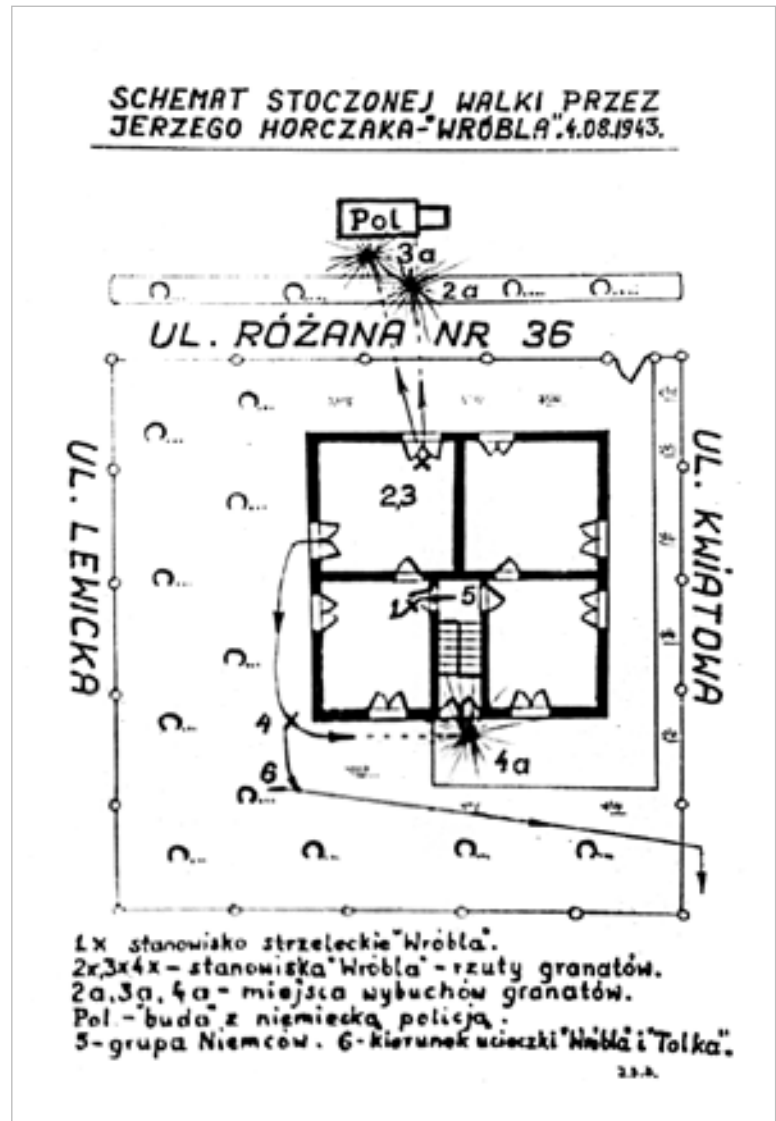 SCHEMAT STOCZONEJ WALKI PRZEZ
JERZEGO HORCZAKA-"WRÓBLA".4.08.1943.
Pol
3a
2a
UL. RÓŻANA NR 36
UL. LEWICKA
UL. KWIATOWA
2,3
1
5
4
4a
6
1x stanowisko strzeleckie "Wróbla".
2x,3x4x – stanowiska "Wróbla" – rzuty granatów.
2a,3a,4a – miejsca wybuchów granatów.
Pol – "buda" z niemiecką policją.
5-grupa Niemców. 6-kierunek ucieczki "Wróbla" i "Tolka".